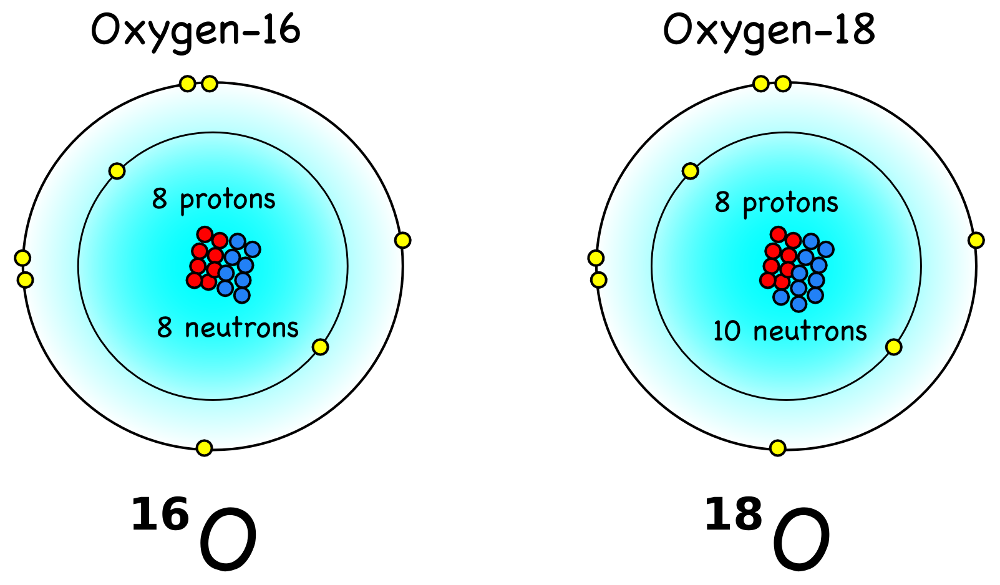 Oxygen-16
8 protons
8 neutrons
16O
Oxygen-18
8 protons
10 neutrons
18O